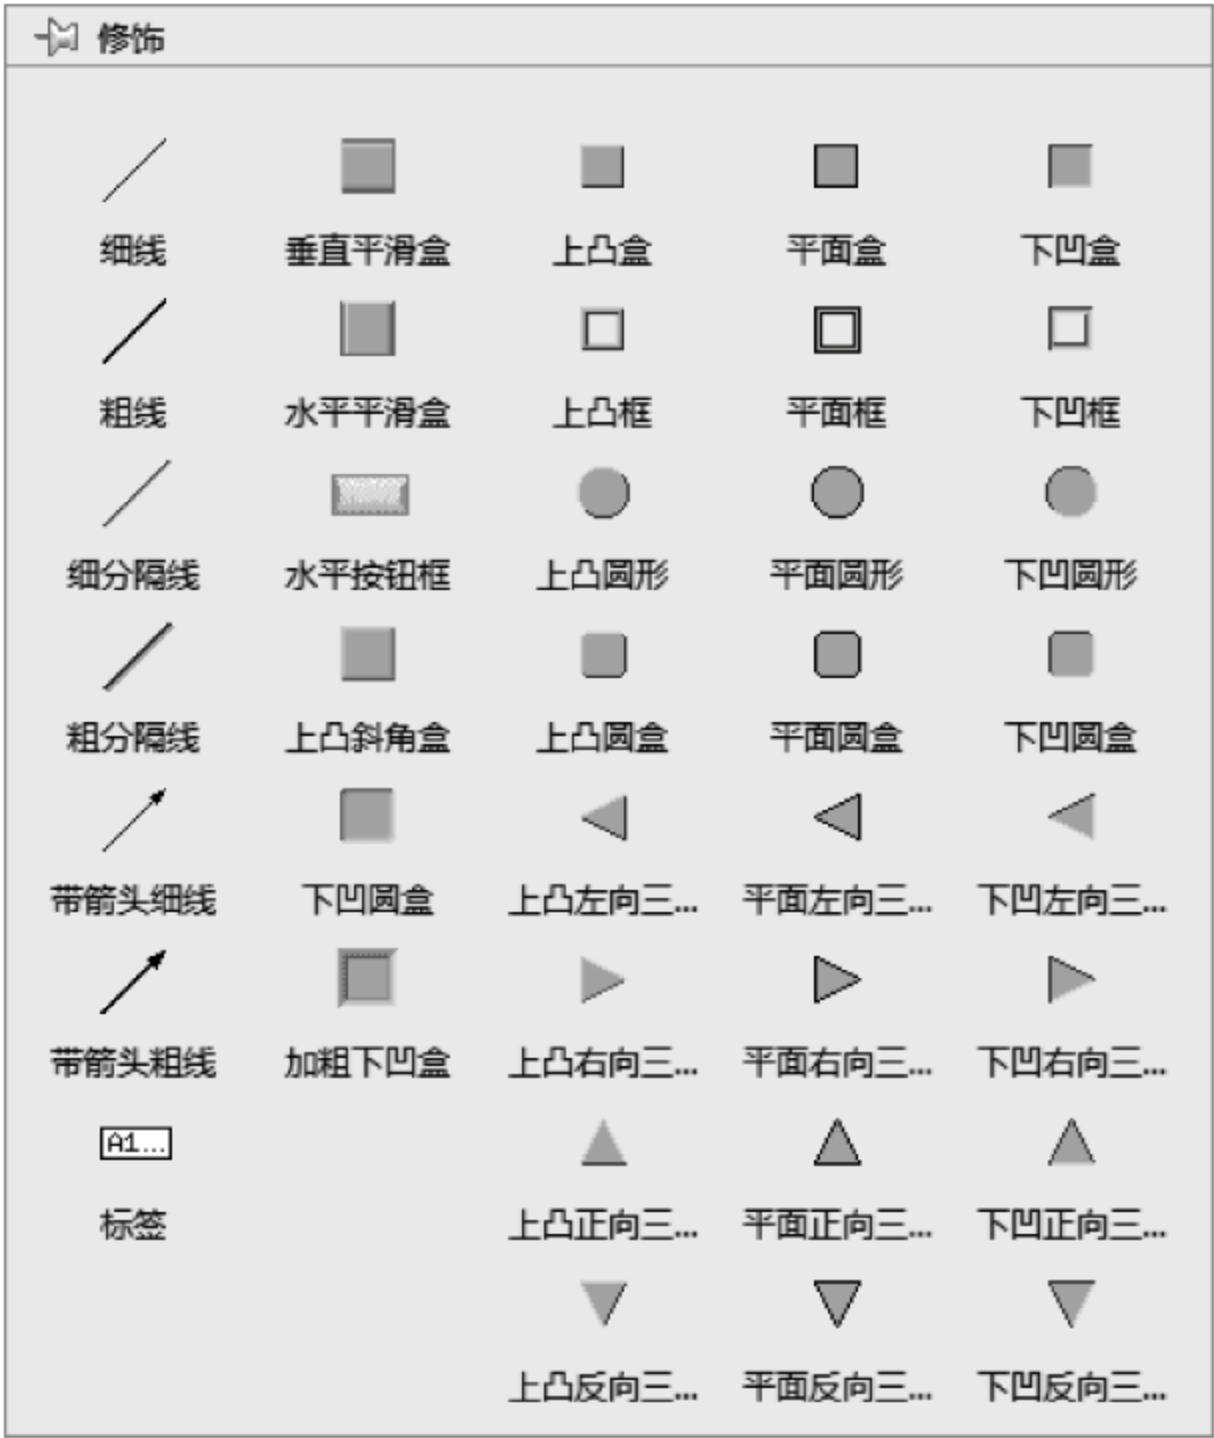 修饰
细线 垂直平滑盒 上凸盒 平面盒 下凹盒
粗线 水平平滑盒 上凸框 平面框 下凹框
细分隔线 水平按钮框 上凸圆形 平面圆形 下凹圆形
粗分隔线 上凸斜角盒 上凸圆盒 平面圆盒 下凹圆盒
带箭头细线 下凹圆盒 上凸左向三... 平面左向三... 下凹左向三...
带箭头粗线 加粗下凹盒 上凸右向三... 平面右向三... 下凹右向三...
A1...
标签 上凸正向三... 平面正向三... 下凹正向三...
上凸反向三... 平面反向三... 下凹反向三...